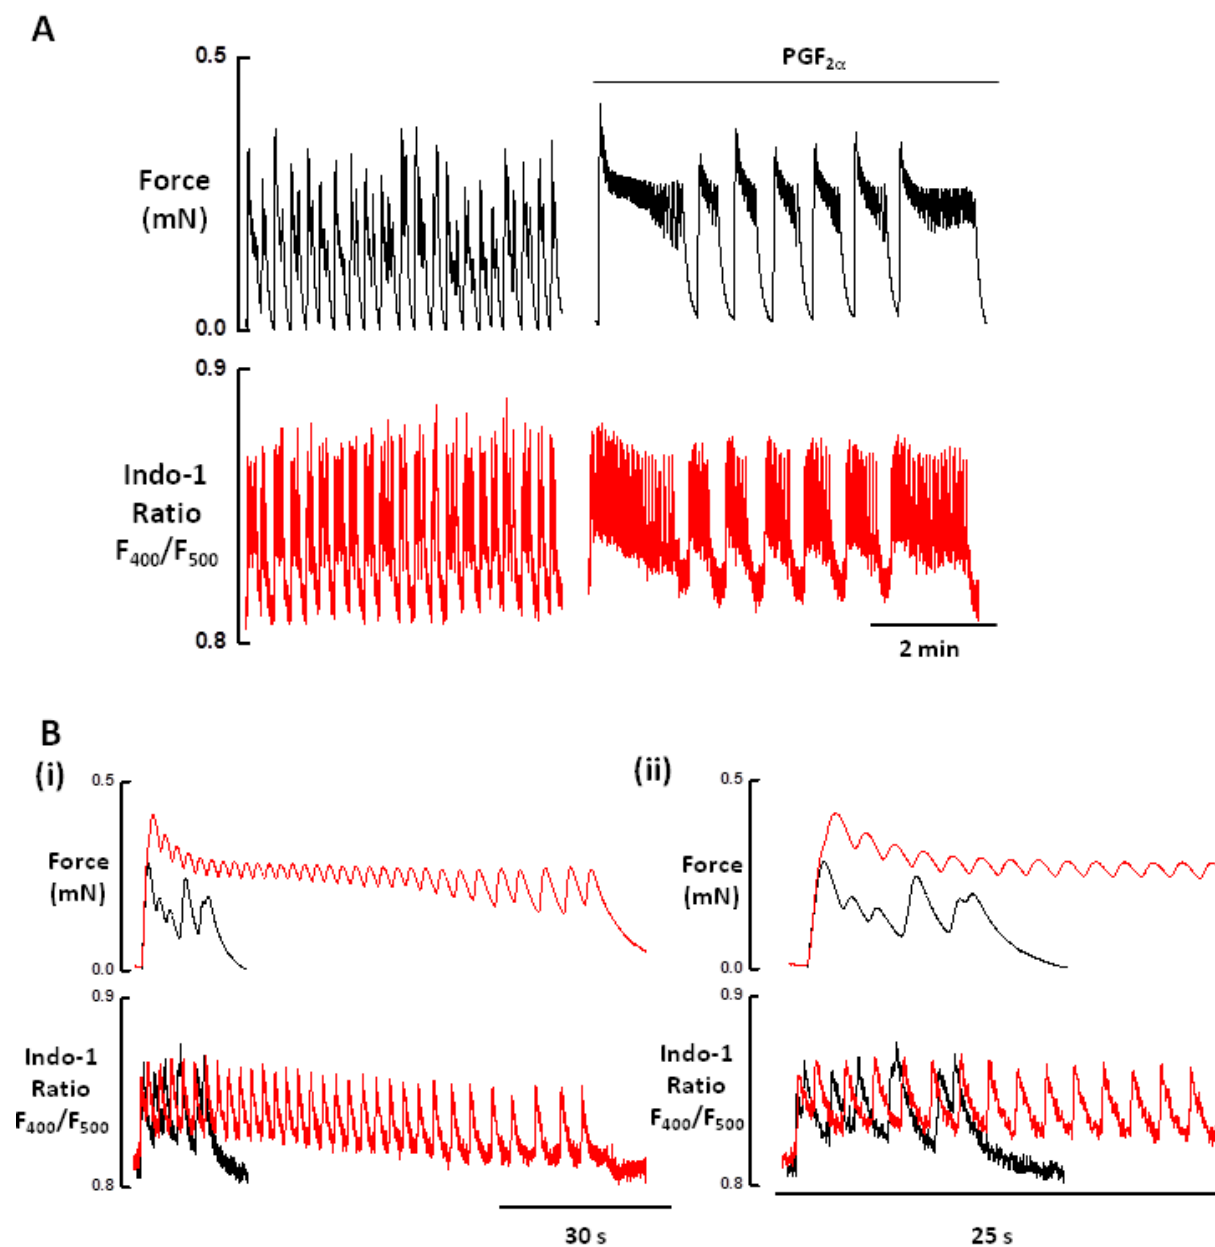 A
0.5
PGF2α
Force
(mN)
0.0
0.9
Indo-1
Ratio
F400/F500
0.8
2 min
B
(i)
(ii)
0.5
0.5
Force
(mN)
Force
(mN)
0.0
0.0
0.9
0.9
Indo-1
Ratio
F400/F500
Indo-1
Ratio
F400/F500
0.8
0.8
30 s
25 s